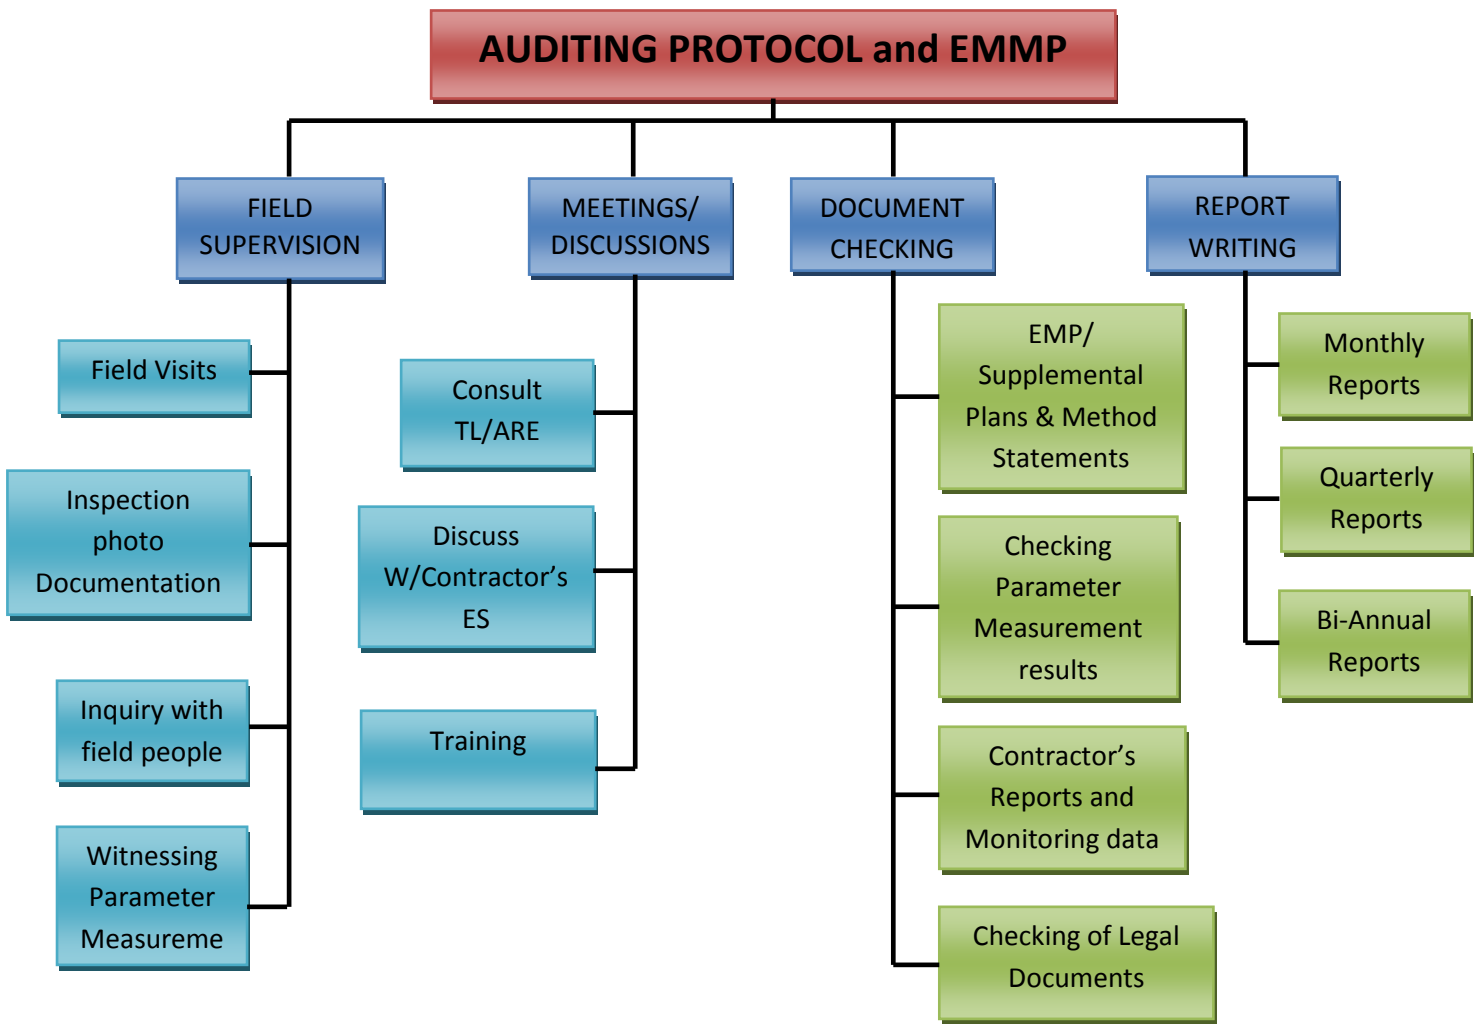 AUDITING PROTOCOL and EMMP
FIELD
SUPERVISION
MEETINGS/
DISCUSSIONS
DOCUMENT
CHECKING
REPORT
WRITING
Field Visits
Inspection
photo
Documentation
Inquiry with
field people
Witnessing
Parameter
Measureme
Consult
TL/ARE
Discuss
W/Contractor’s
ES
Training
EMP/
Supplemental
Plans & Method
Statements
Checking
Parameter
Measurement
results
Contractor’s
Reports and
Monitoring data
Checking of Legal
Documents
Monthly
Reports
Quarterly
Reports
Bi-Annual
Reports